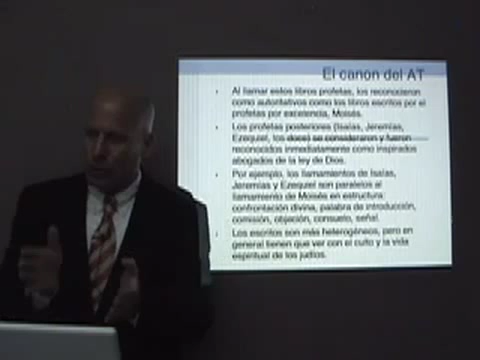 El canon del AT
Al llamar estos libros profetas, los reconocieron
como autoritativos como los libros escritos por el
profetas por excelencia, Moisés.
Los profetas posteriores (Isaías, Jeremías,
Ezequiel, los doce) se consideraron y fueron
reconocidos inmediatamente como inspirados
abogados de la ley de Dios.
Por ejemplo, los llamamientos de Isaías,
Jeremías y Ezequiel son paralelos al
llamamiento de Moisés en estructura:
confrontación divina, palabra de introducción,
comisión, objeción, consuelo, señal.
Los escritos son más heterogéneos, pero en
general tienen que ver con el culto y la vida
espiritual de los judíos.